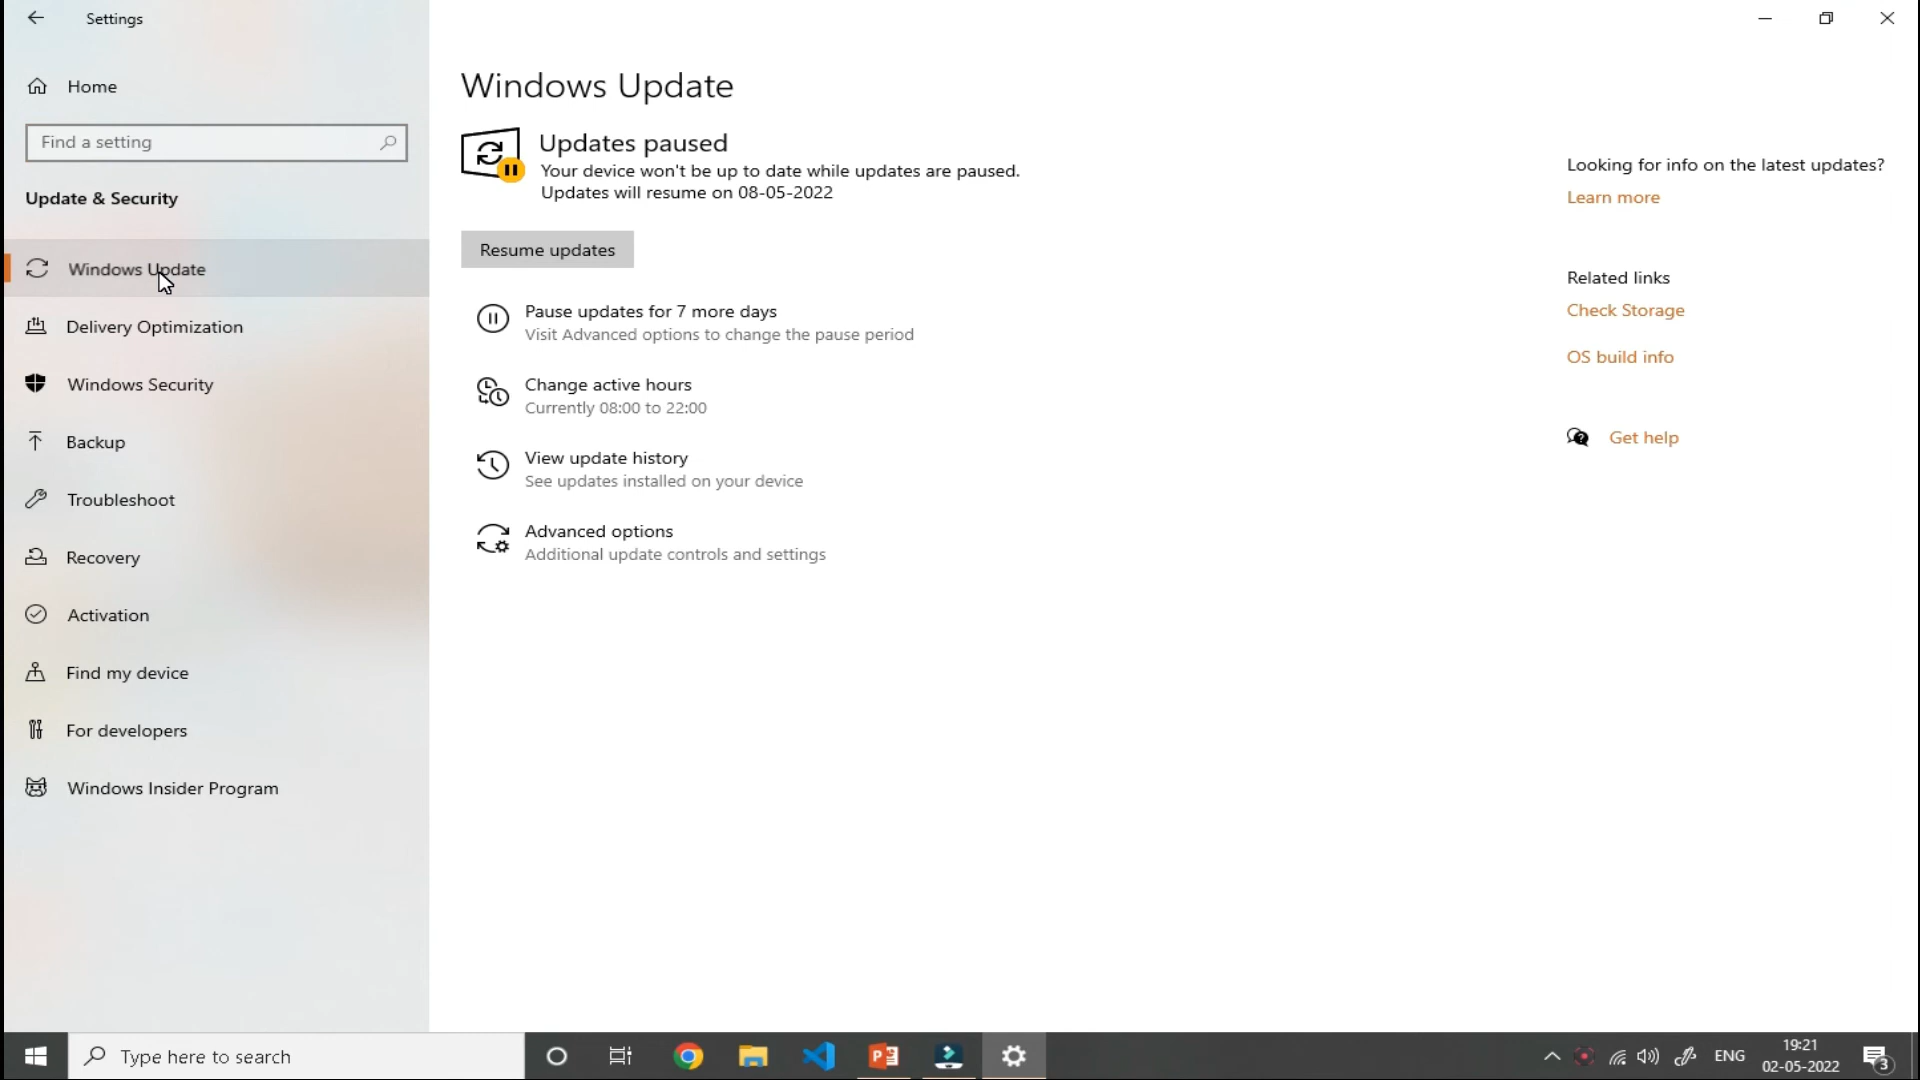 Settings
Home
Find a setting
Update & Security
Windows Update
Delivery Optimization
Windows Security
Backup
Troubleshoot
Recovery
Activation
Find my device
For developers
Windows Insider Program
Windows Update
Updates paused
Your device won't be up to date while updates are paused.
Updates will resume on 08-05-2022
Resume updates
Pause updates for 7 more days
Visit Advanced options to change the pause period
Change active hours
Currently 08:00 to 22:00
View update history
See updates installed on your device
Advanced options
Additional update controls and settings
Looking for info on the latest updates?
Learn more
Related links
Check Storage
OS build info
Get help
Type here to search
ENG
19:21
02-05-2022
3